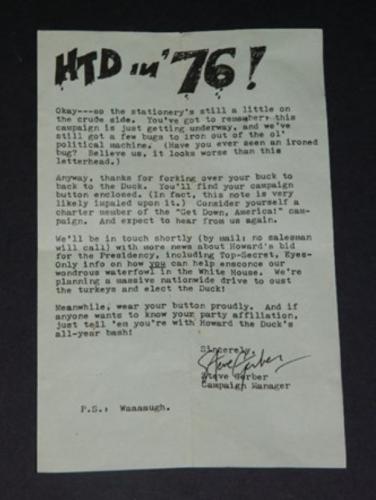 HTD in '76!
Okay---so the stationery's still a little on
the crude side. You've got to remember, this
campaign is just getting underway, and we've
still got a few bugs to iron out of the ol'
political machine. (Have you ever seen an ironed
bug? Believe us, it looks worse than this
letterhead.)
Anyway, thanks for forking over your buck to
back to the Duck. You'll find your campaign
button enclosed. (In fact, this note is very
likely impaled upon it.) Consider yourself a
charter member of the "Get Down, America!" cam-
paign. And expect to hear from us again.
We'll be in touch shortly (by mail; no salesman
will call) with more news about Howard's bid
for the Presidency, including Top-Secret, Eyes-
Only info on how you can help ensconce our
wondrous waterfowl in the White House. We're
planning a massive nationwide drive to oust
the turkeys and elect the Duck!
Meanwhile, wear your button proudly. And if
anyone wants to know your party affiliation,
just tell 'em you're with Howard the Duck's
all-year bash!
Sincerely,
Steve Gerber
Steve Gerber
Campaign Manager
P.S.: Waaaaugh.